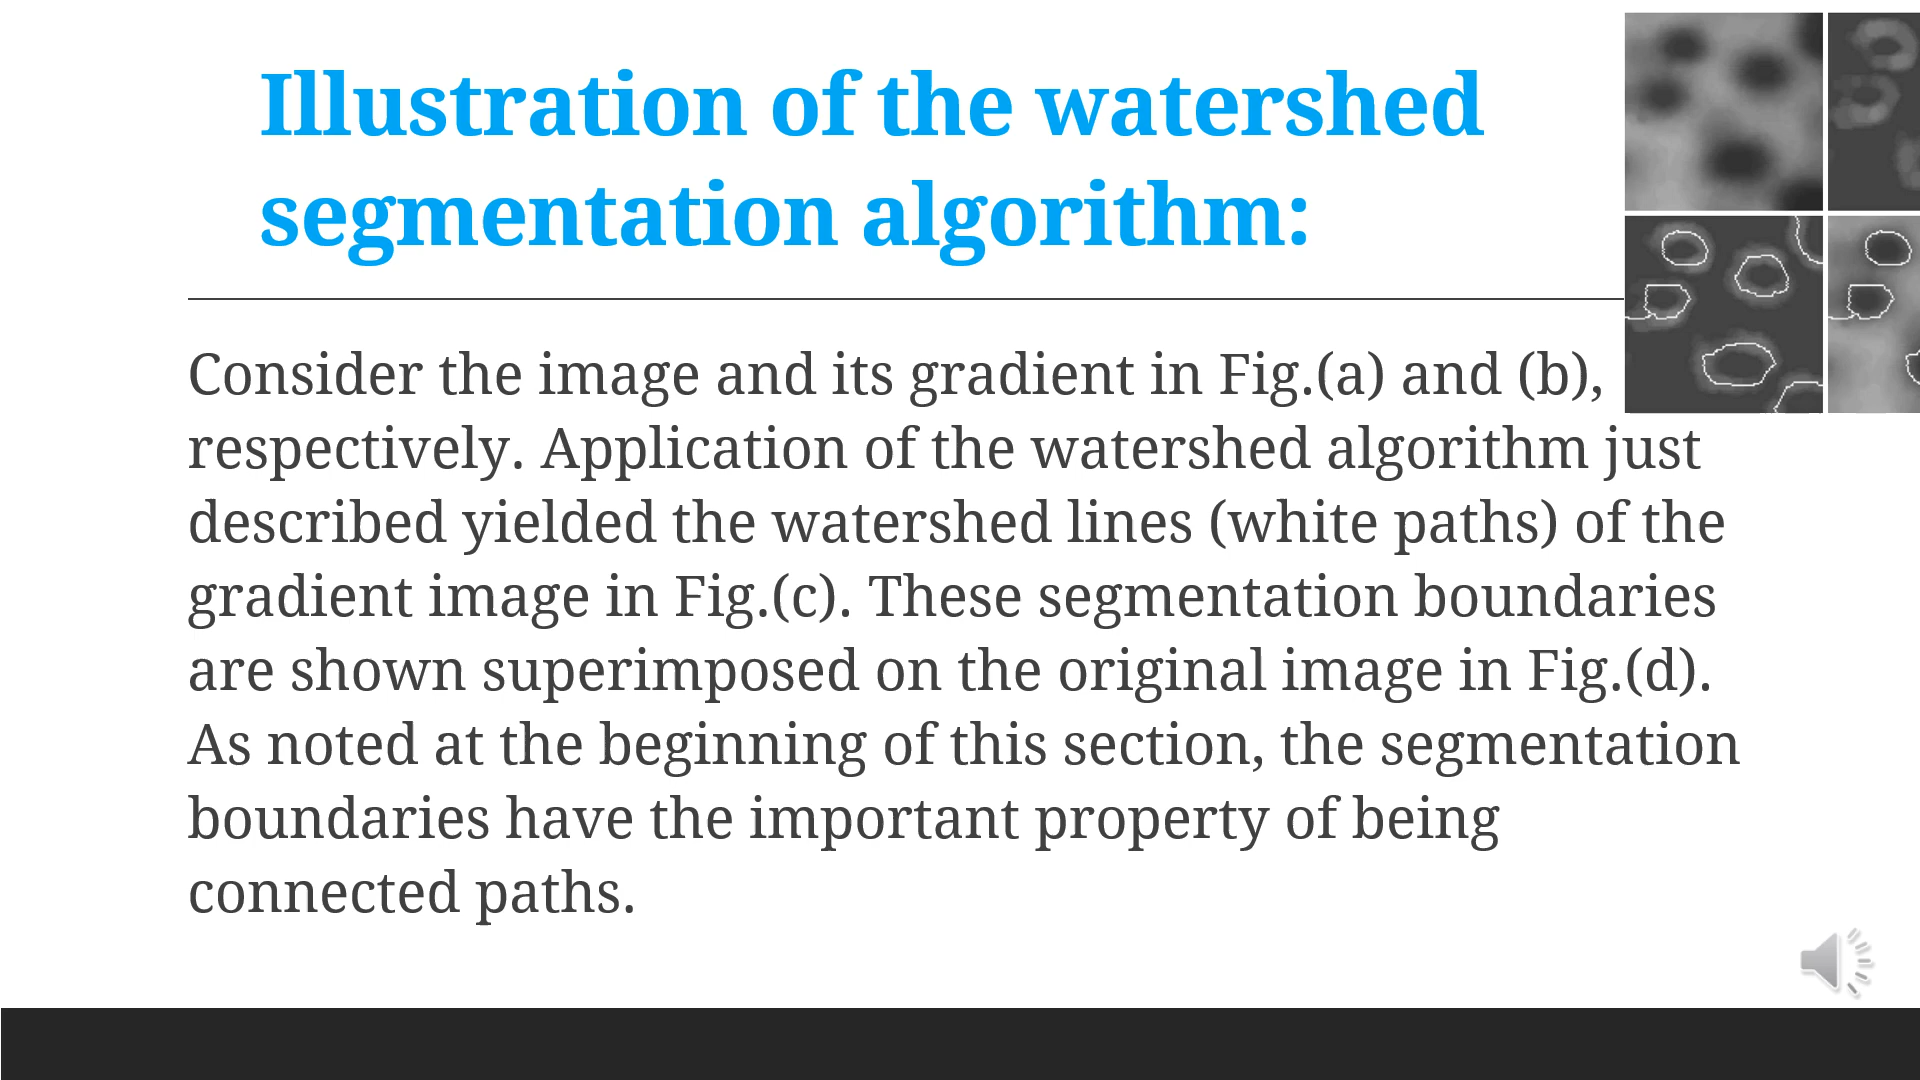 Illustration of the watershed
segmentation algorithm:
Consider the image and its gradient in Fig.(a) and (b),
respectively. Application of the watershed algorithm just
described yielded the watershed lines (white paths) of the
gradient image in Fig.(c). These segmentation boundaries
are shown superimposed on the original image in Fig.(d).
As noted at the beginning of this section, the segmentation
boundaries have the important property of being
connected paths.